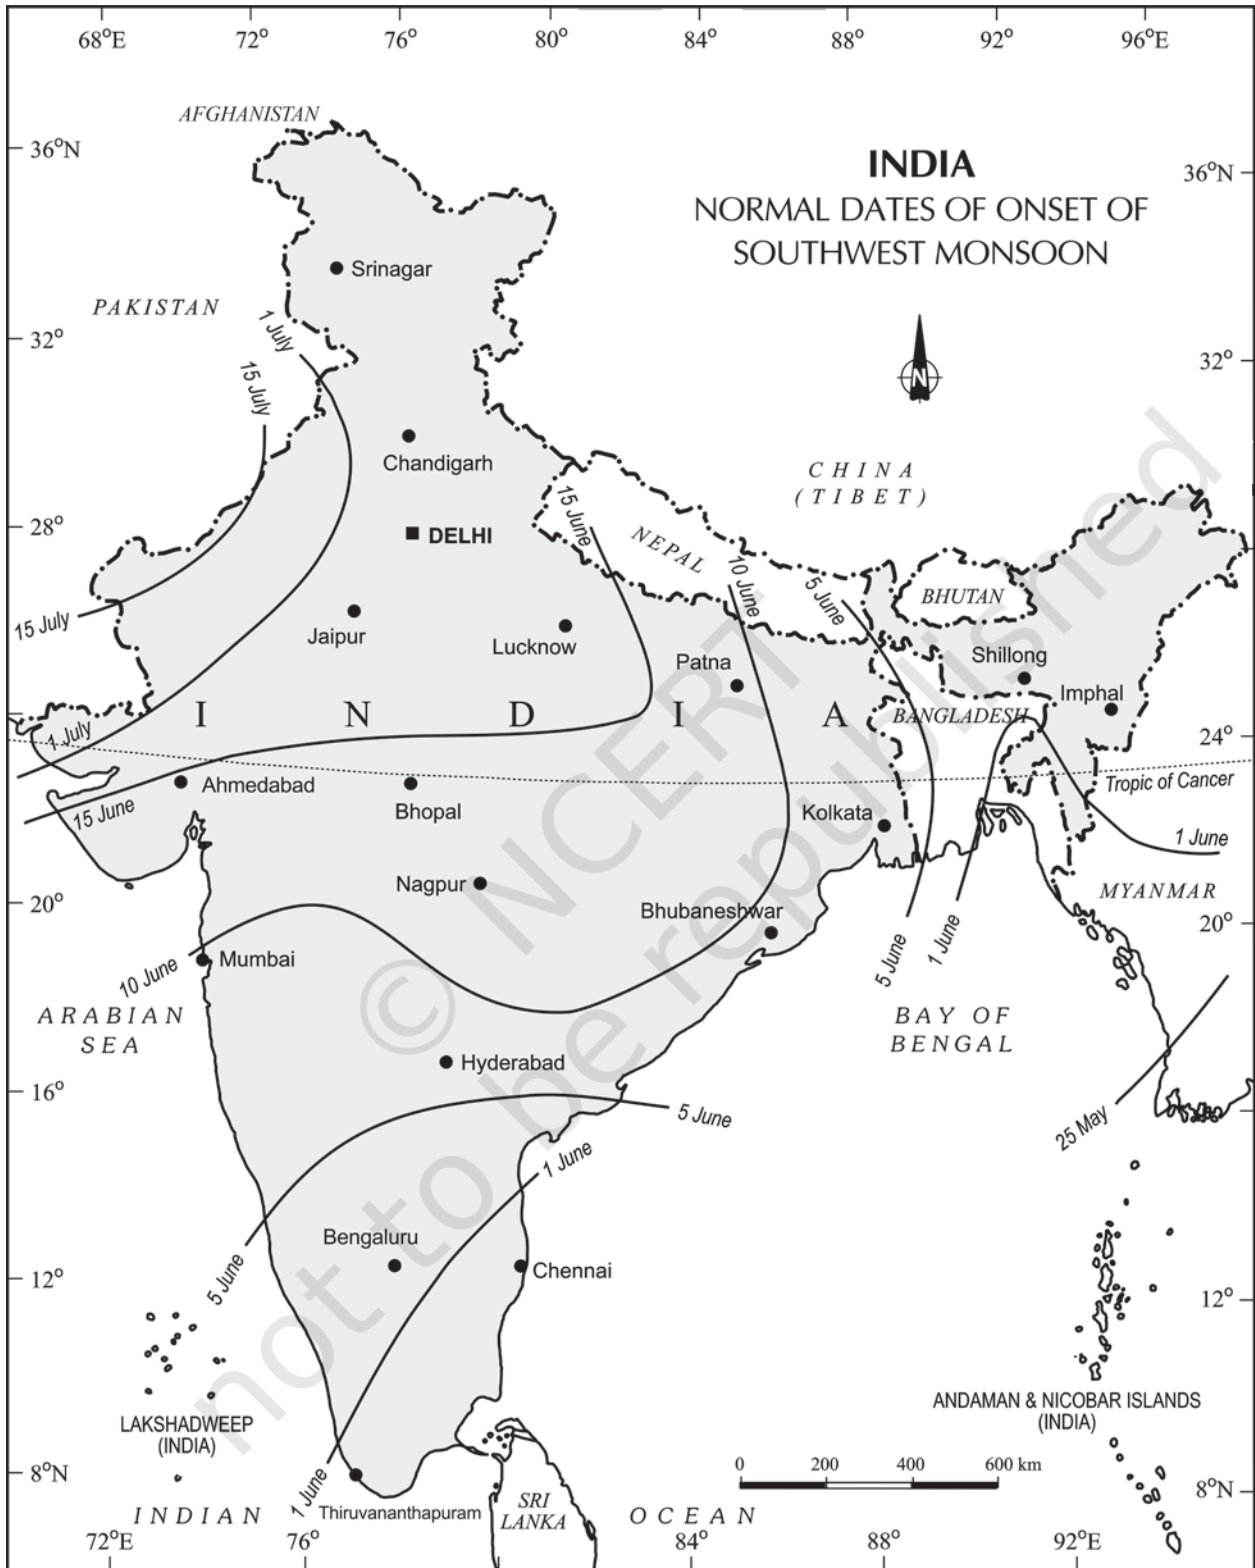 68°E 72° 76° 80° 84° 88° 92° 96°E
AFGHANISTAN
36°N
INDIA
36°N
NORMAL DATES OF ONSET OF
SOUTHWEST MONSOON
Srinagar
PAKISTAN
1 July
32°
N
32°
15 July
Chandigarh
CHINA
(TIBET)
15 June
28°
DELHI
NEPAL
10 June
5 June
BHUTAN
15 July
Jaipur
Lucknow
Patna
Shillong
Imphal
I N D I A
BANGLADESH
1 July
24°
Ahmedabad
Tropic of Cancer
15 June
Bhopal
Kolkata
1 June
Nagpur
MYANMAR
20°
Bhubaneshwar
20°
1 June
5 June
Mumbai
10 June
ARABIAN
SEA
BAY OF
BENGAL
Hyderabad
16°
5 June
25 May
1 June
Bengaluru
5 June
Chennai
12°
12°
LAKSHADWEEP
(INDIA)
ANDAMAN & NICOBAR ISLANDS
(INDIA)
8°N
0 200 400 600 km
1 June
8°N
Thiruvananthapuram
SRI
LANKA
INDIAN OCEAN
72°E 76° 84° 88° 92°E
© NCERT
not to be republished